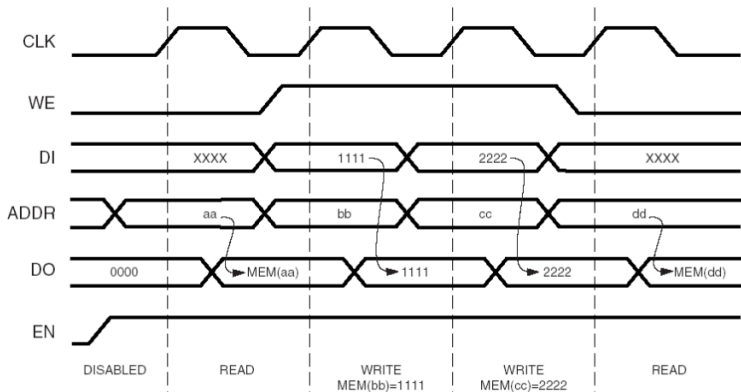 CLK
WE
DI XXXX 1111 2222 XXXX
ADDR aa bb cc dd
DO 0000 MEM(aa) 1111 2222 MEM(dd)
EN
DISABLED READ WRITE WRITE READ
MEM(bb)=1111 MEM(cc)=2222